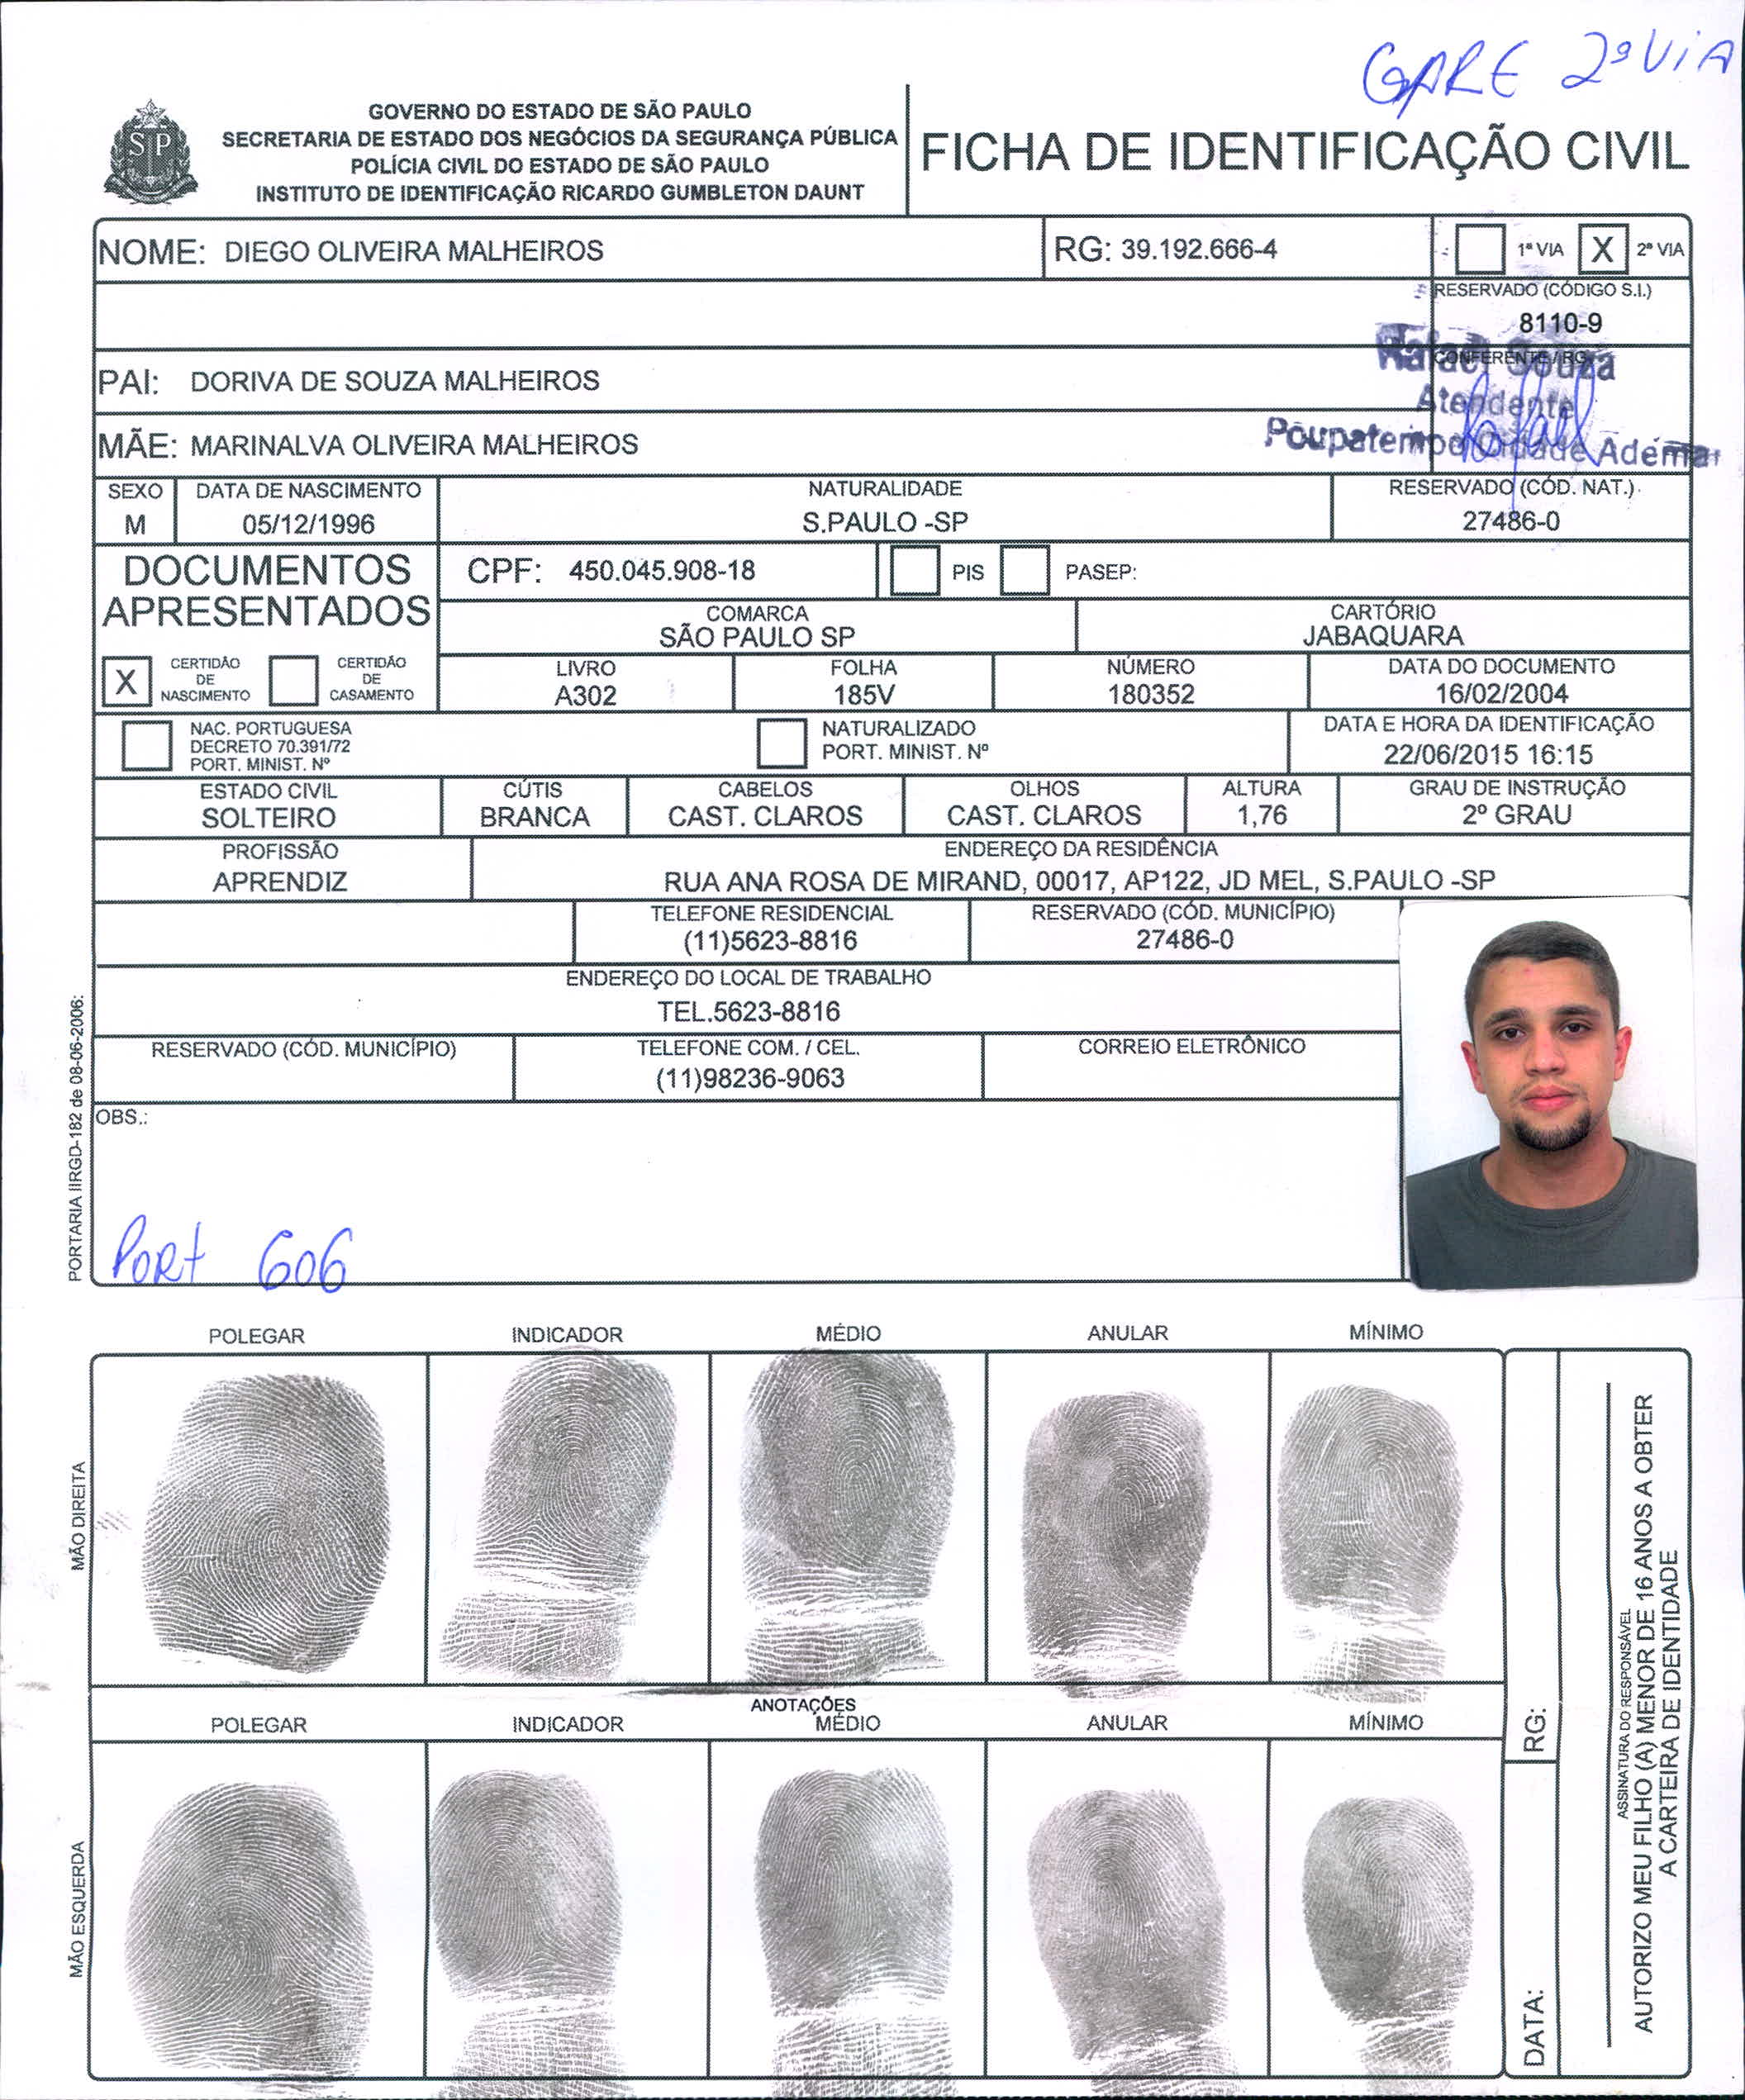 GARE 2ª VIA
GOVERNO DO ESTADO DE SÃO PAULO
SECRETARIA DE ESTADO DOS NEGÓCIOS DA SEGURANÇA PÚBLICA
POLÍCIA CIVIL DO ESTADO DE SÃO PAULO
INSTITUTO DE IDENTIFICAÇÃO RICARDO GUMBLETON DAUNT
SP
FICHA DE IDENTIFICAÇÃO CIVIL
NOME: DIEGO OLIVEIRA MALHEIROS RG: 39.192.666-4 1ª VIA X 2ª VIA
RESERVADO (CÓDIGO S.I.)
8110-9
CONFERENTE / RG
Rafael Souza
PAI: DORIVA DE SOUZA MALHEIROS
Atendente
Poupatempo Cidade Ademar
MÃE: MARINALVA OLIVEIRA MALHEIROS
SEXO DATA DE NASCIMENTO NATURALIDADE RESERVADO (CÓD. NAT.)
M 05/12/1996 S.PAULO -SP 27486-0
DOCUMENTOS
APRESENTADOS
CPF: 450.045.908-18 PIS PASEP:
COMARCA CARTÓRIO
SÃO PAULO SP JABAQUARA
X CERTIDÃO DE NASCIMENTO CERTIDÃO DE CASAMENTO
LIVRO FOLHA NÚMERO DATA DO DOCUMENTO
A302 185V 180352 16/02/2004
NAC. PORTUGUESA
DECRETO 70.391/72
PORT. MINIST. Nº
NATURALIZADO
PORT. MINIST. Nº
DATA E HORA DA IDENTIFICAÇÃO
22/06/2015 16:15
ESTADO CIVIL CÚTIS CABELOS OLHOS ALTURA GRAU DE INSTRUÇÃO
SOLTEIRO BRANCA CAST. CLAROS CAST. CLAROS 1,76 2º GRAU
PROFISSÃO ENDEREÇO DA RESIDÊNCIA
APRENDIZ RUA ANA ROSA DE MIRAND, 00017, AP122, JD MEL, S.PAULO -SP
TELEFONE RESIDENCIAL RESERVADO (CÓD. MUNICÍPIO)
(11)5623-8816 27486-0
ENDEREÇO DO LOCAL DE TRABALHO
TEL.5623-8816
RESERVADO (CÓD. MUNICÍPIO) TELEFONE COM. / CEL. CORREIO ELETRÔNICO
(11)98236-9063
OBS.:
Port 606
PORTARIA IIRGD-182 de 08-06-2006:
POLEGAR INDICADOR MÉDIO ANULAR MÍNIMO
MÃO DIREITA
ANOTAÇÕES
POLEGAR INDICADOR MÉDIO ANULAR MÍNIMO
MÃO ESQUERDA
RG:
DATA:
ASSINATURA DO RESPONSÁVEL
AUTORIZO MEU FILHO (A) MENOR DE 16 ANOS A OBTER
A CARTEIRA DE IDENTIDADE